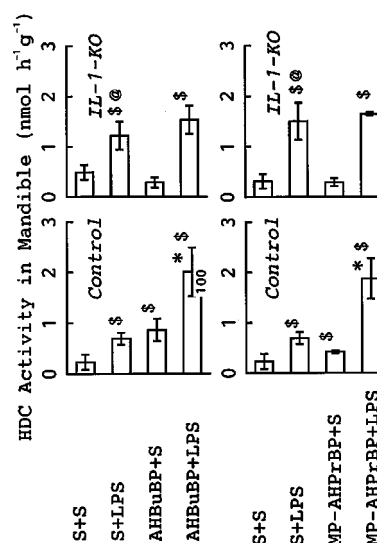 HDC Activity in Mandible (nmol h⁻¹g⁻¹)
Control
IL-1-KO
0 1 2 3
0 1 2 3
S+S
S+LPS
$
$@
AHBuBP+S
$
AHBuBP+LPS
*$
100
$
Control
IL-1-KO
0 1 2 3
0 1 2 3
S+S
S+LPS
$
$@
MP-AHPrBP+S
$
MP-AHPrBP+LPS
*$
$